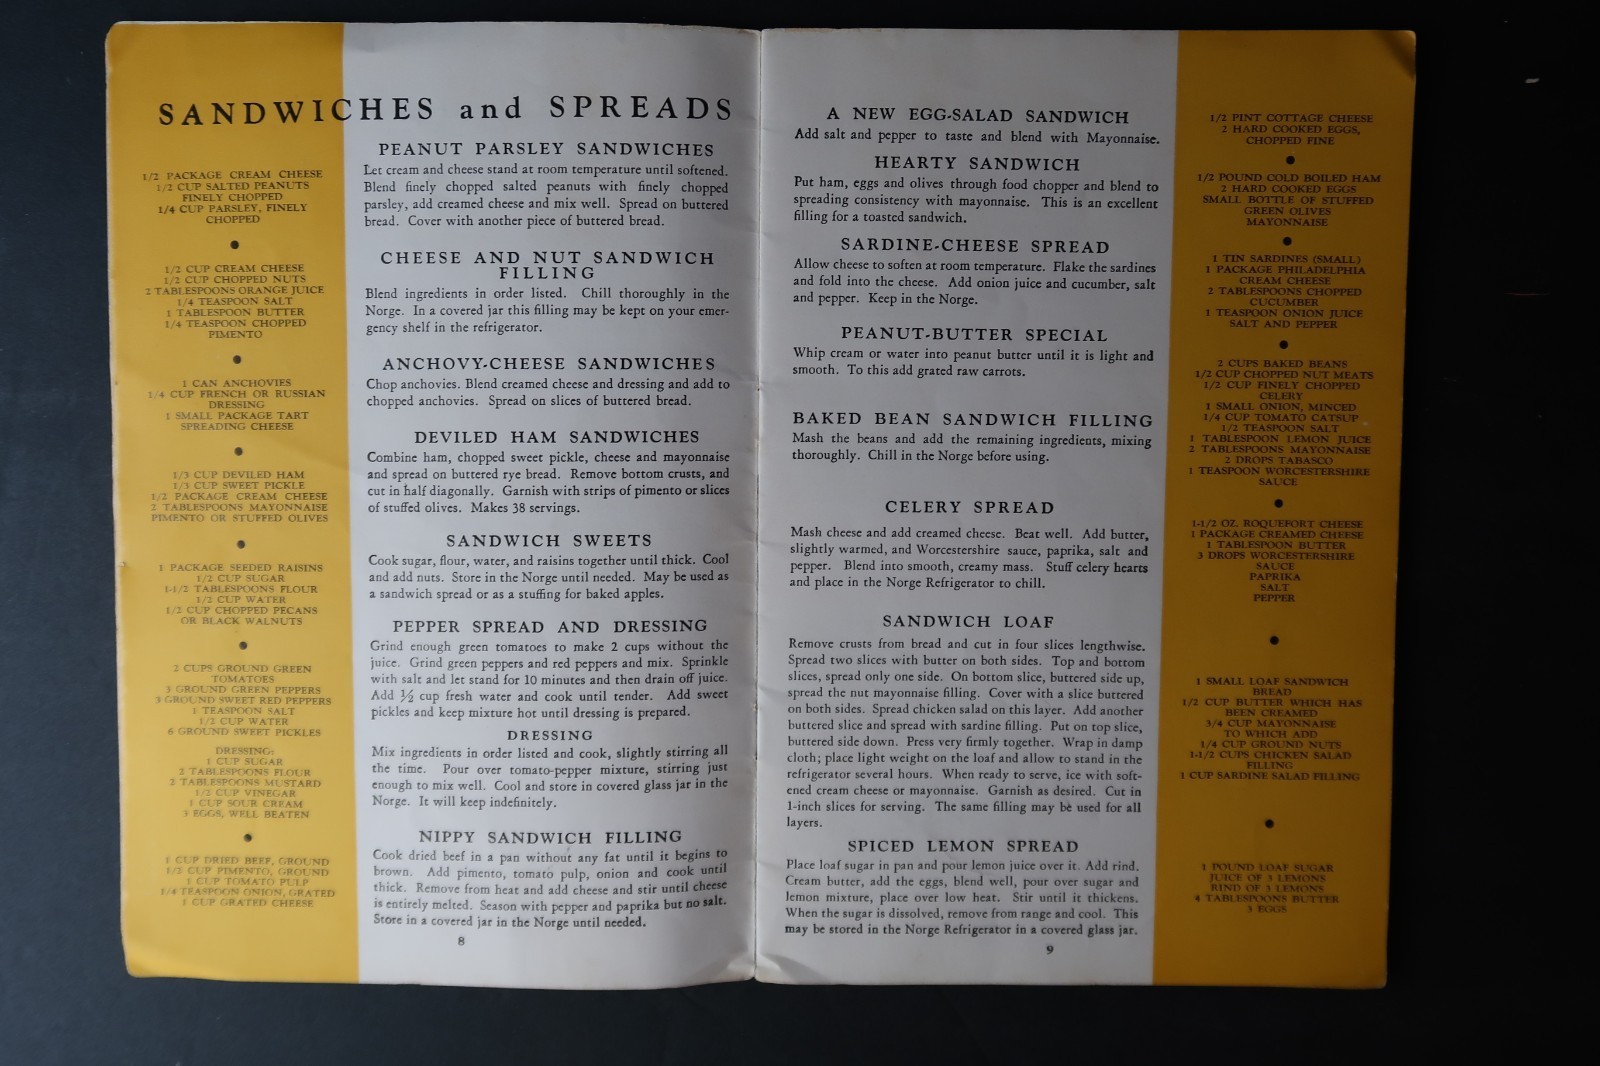 SANDWICHES and SPREADS
1/2 PACKAGE CREAM CHEESE
1/2 CUP SALTED PEANUTS
FINELY CHOPPED
1/4 CUP PARSLEY, FINELY
CHOPPED
PEANUT PARSLEY SANDWICHES
Let cream and cheese stand at room temperature until softened.
Blend finely chopped salted peanuts with finely chopped
parsley, add creamed cheese and mix well. Spread on buttered
bread. Cover with another piece of buttered bread.
1/2 CUP CREAM CHEESE
1/2 CUP CHOPPED NUTS
2 TABLESPOONS ORANGE JUICE
1/4 TEASPOON SALT
1 TABLESPOON BUTTER
1/4 TEASPOON CHOPPED
PIMENTO
CHEESE AND NUT SANDWICH
FILLING
Blend ingredients in order listed. Chill thoroughly in the
Norge. In a covered jar this filling may be kept on your emer-
gency shelf in the refrigerator.
1 CAN ANCHOVIES
1/4 CUP FRENCH OR RUSSIAN
DRESSING
1 SMALL PACKAGE TART
SPREADING CHEESE
ANCHOVY-CHEESE SANDWICHES
Chop anchovies. Blend creamed cheese and dressing and add to
chopped anchovies. Spread on slices of buttered bread.
1/3 CUP DEVILED HAM
1/3 CUP SWEET PICKLE
1/2 PACKAGE CREAM CHEESE
2 TABLESPOONS MAYONNAISE
PIMENTO OR STUFFED OLIVES
DEVILED HAM SANDWICHES
Combine ham, chopped sweet pickle, cheese and mayonnaise
and spread on buttered rye bread. Remove bottom crusts, and
cut in half diagonally. Garnish with strips of pimento or slices
of stuffed olives. Makes 38 servings.
1 PACKAGE SEEDED RAISINS
1/2 CUP SUGAR
1-1/2 TABLESPOONS FLOUR
1/2 CUP WATER
1/2 CUP CHOPPED PECANS
OR BLACK WALNUTS
SANDWICH SWEETS
Cook sugar, flour, water, and raisins together until thick. Cool
and add nuts. Store in the Norge until needed. May be used as
a sandwich spread or as a stuffing for baked apples.
2 CUPS GROUND GREEN
TOMATOES
3 GROUND GREEN PEPPERS
3 GROUND SWEET RED PEPPERS
1 TEASPOON SALT
1/2 CUP WATER
6 GROUND SWEET PICKLES
DRESSING:
1 CUP SUGAR
2 TABLESPOONS FLOUR
2 TABLESPOONS MUSTARD
1/2 CUP VINEGAR
1 CUP SOUR CREAM
3 EGGS, WELL BEATEN
PEPPER SPREAD AND DRESSING
Grind enough green tomatoes to make 2 cups without the
juice. Grind green peppers and red peppers and mix. Sprinkle
with salt and let stand for 10 minutes and then drain off juice.
Add ½ cup fresh water and cook until tender. Add sweet
pickles and keep mixture hot until dressing is prepared.
DRESSING
Mix ingredients in order listed and cook, slightly stirring all
the time. Pour over tomato-pepper mixture, stirring just
enough to mix well. Cool and store in covered glass jar in the
Norge. It will keep indefinitely.
1 CUP DRIED BEEF, GROUND
1/2 CUP PIMENTO, GROUND
1 CUP TOMATO PULP
1/4 TEASPOON ONION, GRATED
1 CUP GRATED CHEESE
NIPPY SANDWICH FILLING
Cook dried beef in a pan without any fat until it begins to
brown. Add pimento, tomato pulp, onion and cook until
thick. Remove from heat and add cheese and stir until cheese
is entirely melted. Season with pepper and paprika but no salt.
Store in a covered jar in the Norge until needed.
8
A NEW EGG-SALAD SANDWICH
Add salt and pepper to taste and blend with Mayonnaise.
1/2 PINT COTTAGE CHEESE
2 HARD COOKED EGGS,
CHOPPED FINE
HEARTY SANDWICH
Put ham, eggs and olives through food chopper and blend to
spreading consistency with mayonnaise. This is an excellent
filling for a toasted sandwich.
1/2 POUND COLD BOILED HAM
2 HARD COOKED EGGS
SMALL BOTTLE OF STUFFED
GREEN OLIVES
MAYONNAISE
SARDINE-CHEESE SPREAD
Allow cheese to soften at room temperature. Flake the sardines
and fold into the cheese. Add onion juice and cucumber, salt
and pepper. Keep in the Norge.
1 TIN SARDINES (SMALL)
1 PACKAGE PHILADELPHIA
CREAM CHEESE
2 TABLESPOONS CHOPPED
CUCUMBER
1 TEASPOON ONION JUICE
SALT AND PEPPER
PEANUT-BUTTER SPECIAL
Whip cream or water into peanut butter until it is light and
smooth. To this add grated raw carrots.
BAKED BEAN SANDWICH FILLING
Mash the beans and add the remaining ingredients, mixing
thoroughly. Chill in the Norge before using.
2 CUPS BAKED BEANS
1/2 CUP CHOPPED NUT MEATS
1/2 CUP FINELY CHOPPED
CELERY
1 SMALL ONION, MINCED
1/4 CUP TOMATO CATSUP
1/2 TEASPOON SALT
1 TABLESPOON LEMON JUICE
2 TABLESPOONS MAYONNAISE
2 DROPS TABASCO
1 TEASPOON WORCESTERSHIRE
SAUCE
CELERY SPREAD
Mash cheese and add creamed cheese. Beat well. Add butter,
slightly warmed, and Worcestershire sauce, paprika, salt and
pepper. Blend into smooth, creamy mass. Stuff celery hearts
and place in the Norge Refrigerator to chill.
1-1/2 OZ. ROQUEFORT CHEESE
1 PACKAGE CREAMED CHEESE
1 TABLESPOON BUTTER
3 DROPS WORCESTERSHIRE
SAUCE
PAPRIKA
SALT
PEPPER
SANDWICH LOAF
Remove crusts from bread and cut in four slices lengthwise.
Spread two slices with butter on both sides. Top and bottom
slices, spread only one side. On bottom slice, buttered side up,
spread the nut mayonnaise filling. Cover with a slice buttered
on both sides. Spread chicken salad on this layer. Add another
buttered slice and spread with sardine filling. Put on top slice,
buttered side down. Press very firmly together. Wrap in damp
cloth; place light weight on the loaf and allow to stand in the
refrigerator several hours. When ready to serve, ice with soft-
ened cream cheese or mayonnaise. Garnish as desired. Cut in
1-inch slices for serving. The same filling may be used for all
layers.
1 SMALL LOAF SANDWICH
BREAD
1/2 CUP BUTTER WHICH HAS
BEEN CREAMED
3/4 CUP MAYONNAISE
TO WHICH ADD
1/4 CUP GROUND NUTS
1-1/2 CUPS CHICKEN SALAD
FILLING
1 CUP SARDINE SALAD FILLING
SPICED LEMON SPREAD
Place loaf sugar in pan and pour lemon juice over it. Add rind.
Cream butter, add the eggs, blend well, pour over sugar and
lemon mixture, place over low heat. Stir until it thickens.
When the sugar is dissolved, remove from range and cool. This
may be stored in the Norge Refrigerator in a covered glass jar.
1 POUND LOAF SUGAR
JUICE OF 3 LEMONS
RIND OF 3 LEMONS
4 TABLESPOONS BUTTER
3 EGGS
9